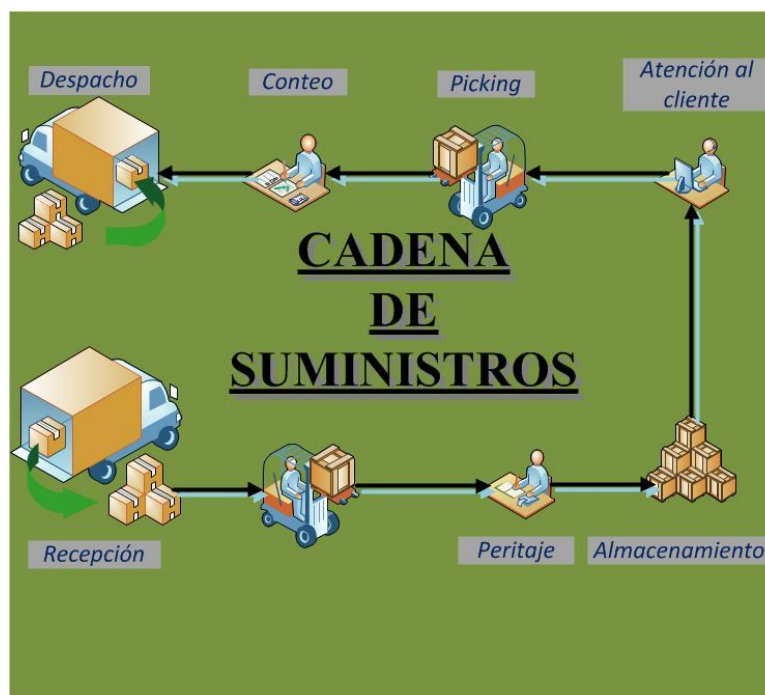 Despacho
Conteo
Picking
Atención al
cliente
CADENA
DE
SUMINISTROS
Recepción
Peritaje
Almacenamiento